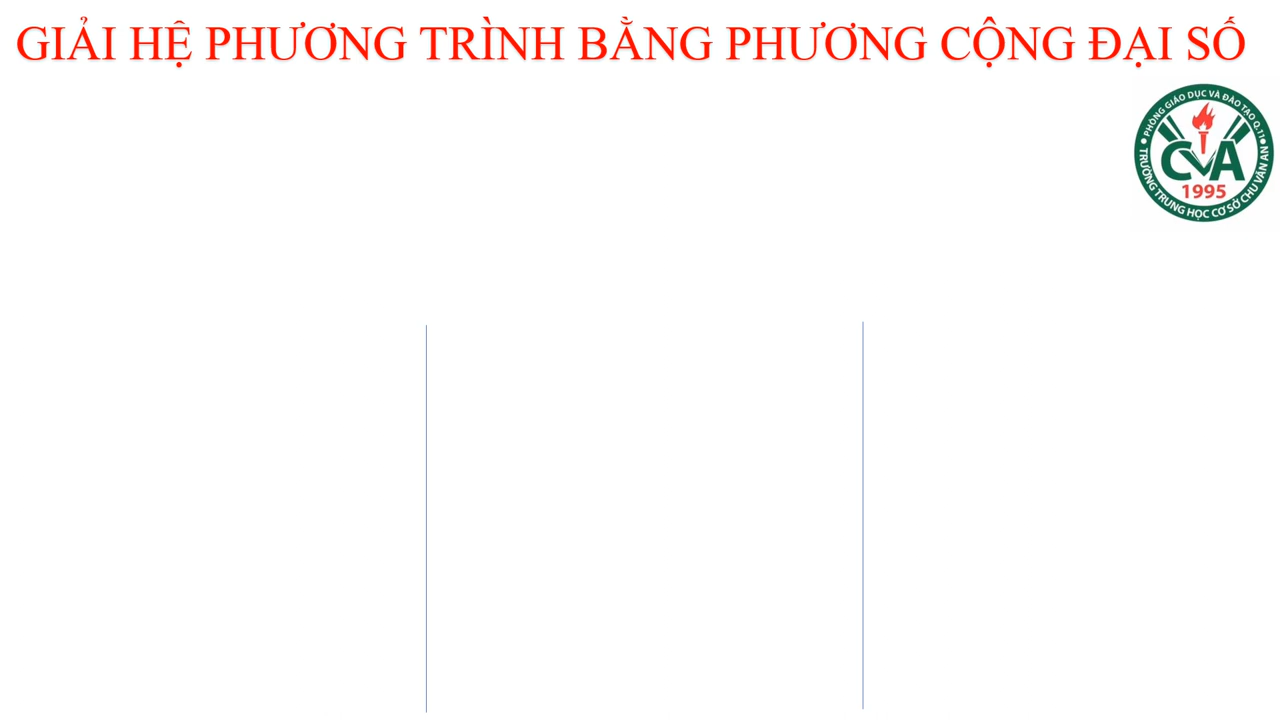 GIẢI HỆ PHƯƠNG TRÌNH BẰNG PHƯƠNG CỘNG ĐẠI SỐ
PHÒNG GIÁO DỤC VÀ ĐÀO TẠO Q.11
CVA
1995
TRƯỜNG TRUNG HỌC CƠ SỞ CHU VĂN AN